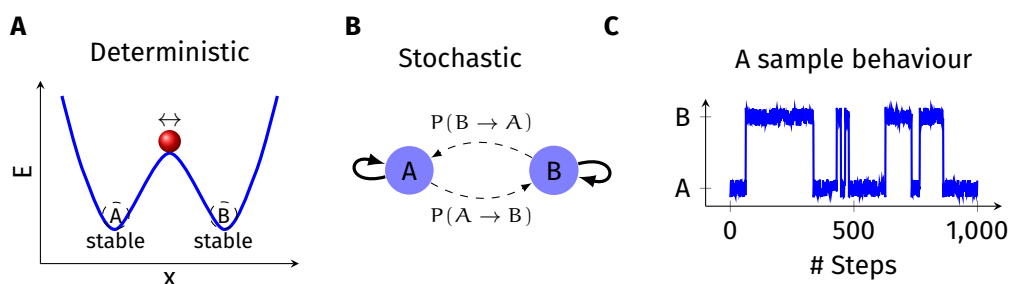 A
Deterministic
↔
E
A
B
stable
stable
x
B
Stochastic
P(B → A)
A
B
P(A → B)
C
A sample behaviour
B
A
0
500
1,000
# Steps